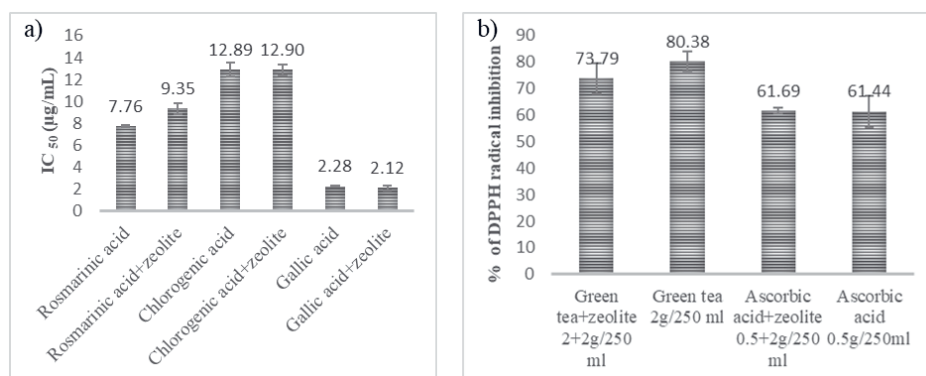 a)
16
14
12
10
8
6
4
2
0
IC 50 (µg/mL)
7.76
9.35
12.89
12.90
2.28
2.12
Rosmarinic acid
Rosmarinic acid+zeolite
Chlorogenic acid
Chlorogenic acid+zeolite
Gallic acid
Gallic acid+zeolite
b)
90
80
70
60
50
40
30
20
10
0
% of DPPH radical inhibition
73.79
80.38
61.69
61.44
Green
tea+zeolite
2+2g/250
ml
Green tea
2g/250 ml
Ascorbic
acid+zeolite
0.5+2g/250
ml
Ascorbic
acid
0.5g/250ml